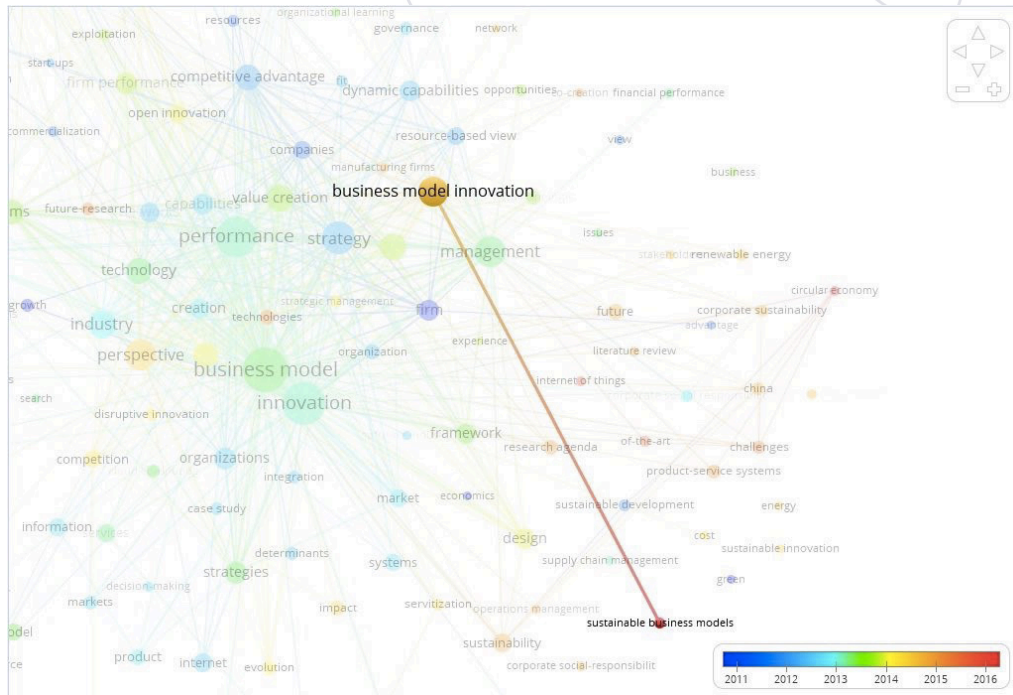 organizational learning
resources
governance
network
exploitation
start-ups
firm performance
competitive advantage
fit
dynamic capabilities
opportunities
co-creation
financial performance
open innovation
commercialization
resource-based view
view
companies
manufacturing firms
business
business model innovation
value creation
capabilities
future-research
ms
performance
strategy
management
issues
stakeholders
renewable energy
technology
circular economy
growth
creation
strategic management
firm
future
corporate sustainability
industry
technologies
advantage
experience
perspective
organization
literature review
business model
internet of things
china
search
innovation
disruptive innovation
framework
research agenda
of-the-art
challenges
competition
organizations
product-service systems
integration
market
economics
case study
sustainable development
energy
information
services
design
cost
determinants
systems
supply chain management
sustainable innovation
strategies
decision-making
green
markets
impact
servitization
operations management
sustainable business models
odel
sustainability
rce
product
internet
evolution
corporate social-responsibilit
2011 2012 2013 2014 2015 2016